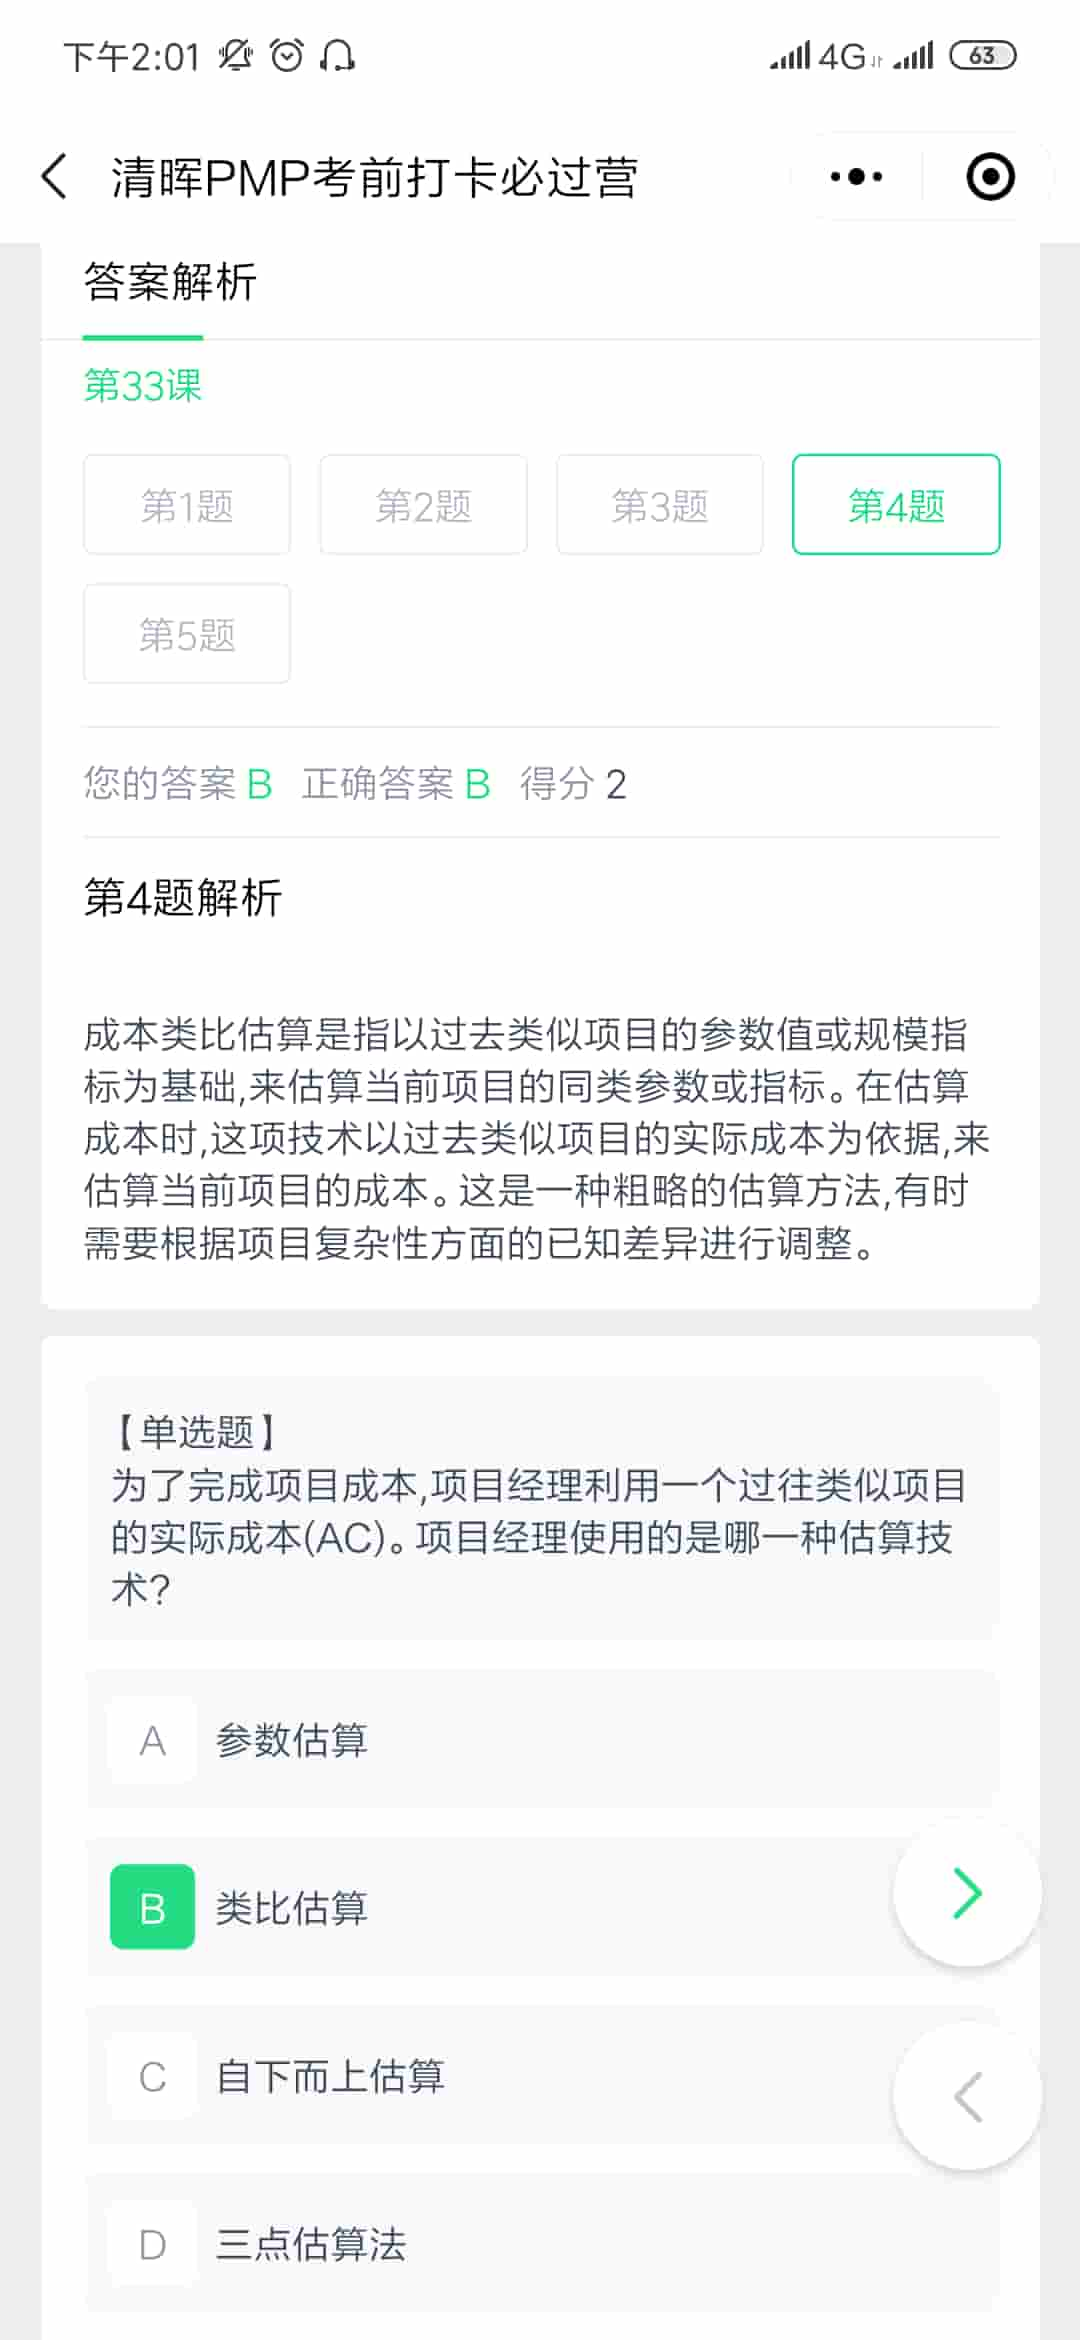 下午2:01 4G 63
清晖PMP考前打卡必过营
答案解析
第33课
第1题 第2题 第3题 第4题
第5题
您的答案 B 正确答案 B 得分 2
第4题解析
成本类比估算是指以过去类似项目的参数值或规模指
标为基础,来估算当前项目的同类参数或指标。在估算
成本时,这项技术以过去类似项目的实际成本为依据,来
估算当前项目的成本。这是一种粗略的估算方法,有时
需要根据项目复杂性方面的已知差异进行调整。
【单选题】
为了完成项目成本,项目经理利用一个过往类似项目
的实际成本(AC)。项目经理使用的是哪一种估算技
术?
A 参数估算
B 类比估算
C 自下而上估算
D 三点估算法